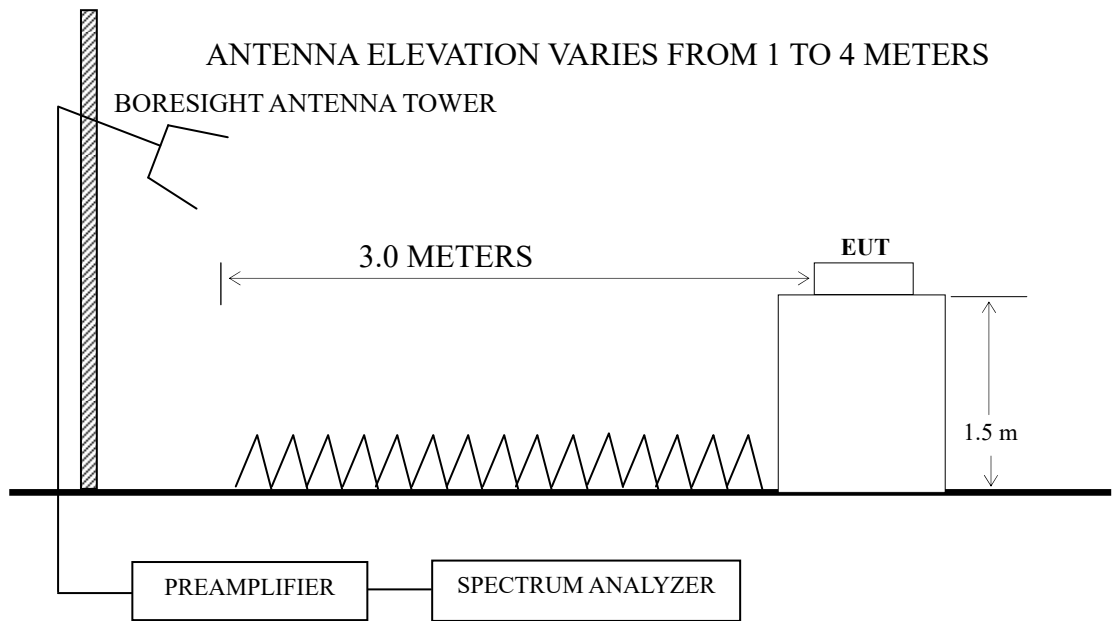 ANTENNA ELEVATION VARIES FROM 1 TO 4 METERS
BORESIGHT ANTENNA TOWER
3.0 METERS
EUT
1.5 m
PREAMPLIFIER
SPECTRUM ANALYZER